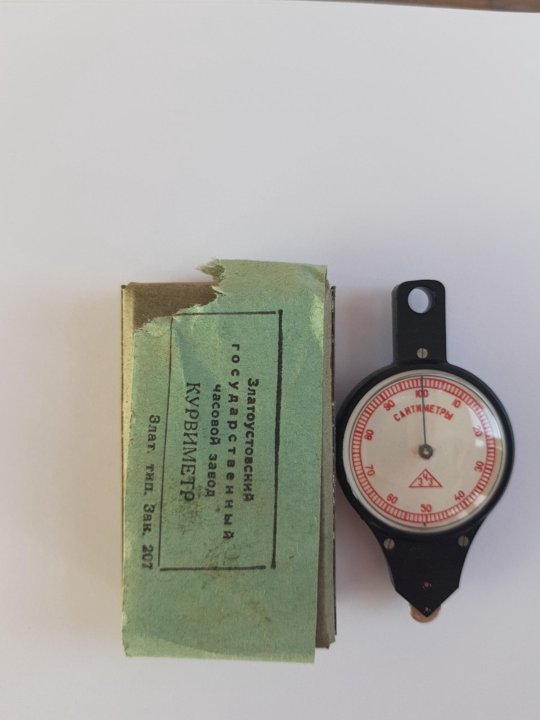 Златоустовский
государственный
часовой завод
КУРВИМЕТР
Злат. тип. Зак. 207
САНТИМЕТРЫ
100
10
20
30
40
50
60
70
80
90